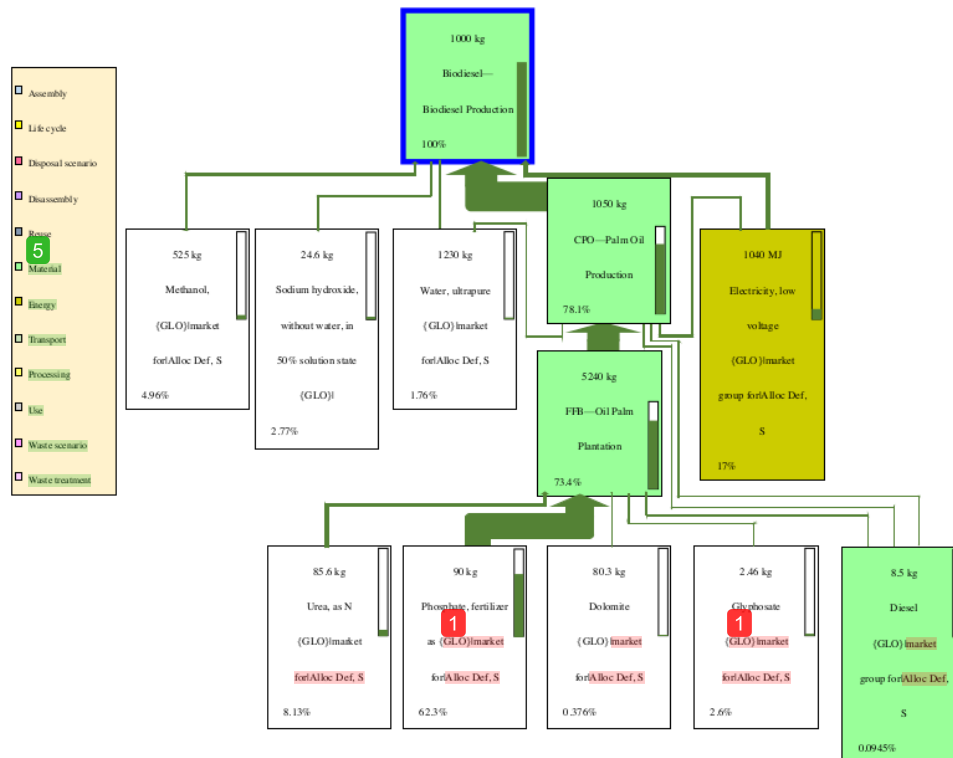 1000 kg
Biodiesel—
Biodiesel Production
100%
Assembly
Life cycle
Disposal scenario
Disassembly
Reuse
5
Material
Energy
Transport
Processing
Use
Waste scenario
Waste treatment
1050 kg
CPO—Palm Oil
Production
78.1%
525 kg
Methanol,
{GLO}|market
for|Alloc Def, S
4.96%
24.6 kg
Sodium hydroxide,
without water, in
50% solution state
{GLO}|
2.77%
1230 kg
Water, ultrapure
{GLO}|market
for|Alloc Def, S
1.76%
1040 MJ
Electricity, low
voltage
{GLO}|market
group for|Alloc Def,
S
17%
5240 kg
FFB—Oil Palm
Plantation
73.4%
85.6 kg
Urea, as N
{GLO}|market
for|Alloc Def, S
8.13%
90 kg
Phosphate, fertilizer
1
as {GLO}|market
for|Alloc Def, S
62.3%
80.3 kg
Dolomite
{GLO}|market
for|Alloc Def, S
0.376%
2.46 kg
Glyphosate
1
{GLO}|market
for|Alloc Def, S
2.6%
8.5 kg
Diesel
{GLO}|market
group for|Alloc Def,
S
0.0945%